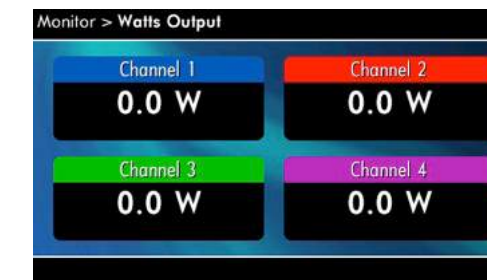 Monitor > Watts Output
Channel 1
Channel 2
0.0 W
0.0 W
Channel 3
Channel 4
0.0 W
0.0 W